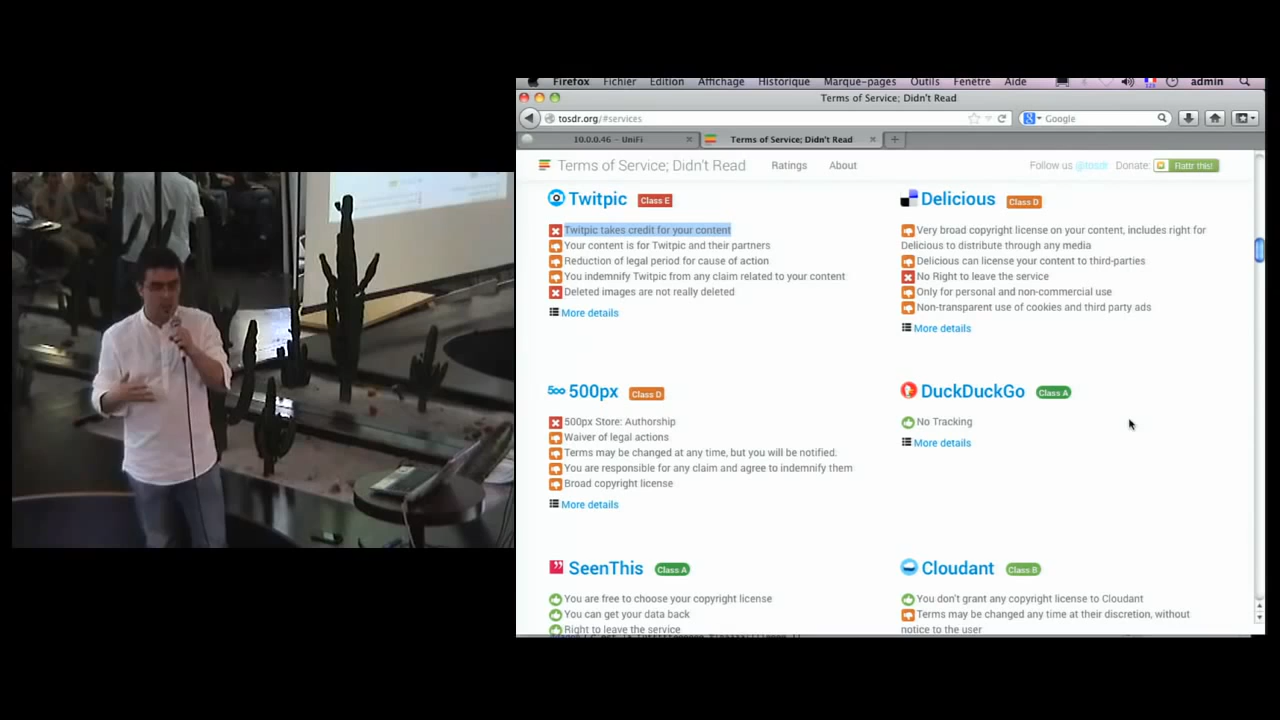 Firefox Fichier Edition Affichage Historique Marque-pages Outils Fenêtre Aide admin
Terms of Service; Didn't Read
tosdr.org/#services
Google
10.0.0.46 - UniFi
Terms of Service; Didn't Read
Terms of Service; Didn't Read Ratings About Follow us @tosdr Donate: Flattr this!
Twitpic Class E
Twitpic takes credit for your content
Your content is for Twitpic and their partners
Reduction of legal period for cause of action
You indemnify Twitpic from any claim related to your content
Deleted images are not really deleted
More details
Delicious Class D
Very broad copyright license on your content, includes right for
Delicious to distribute through any media
Delicious can license your content to third-parties
No Right to leave the service
Only for personal and non-commercial use
Non-transparent use of cookies and third party ads
More details
500px Class D
500px Store: Authorship
Waiver of legal actions
Terms may be changed at any time, but you will be notified.
You are responsible for any claim and agree to indemnify them
Broad copyright license
More details
DuckDuckGo Class A
No Tracking
More details
SeenThis Class A
You are free to choose your copyright license
You can get your data back
Right to leave the service
Cloudant Class B
You don't grant any copyright license to Cloudant
Terms may be changed any time at their discretion, without
notice to the user